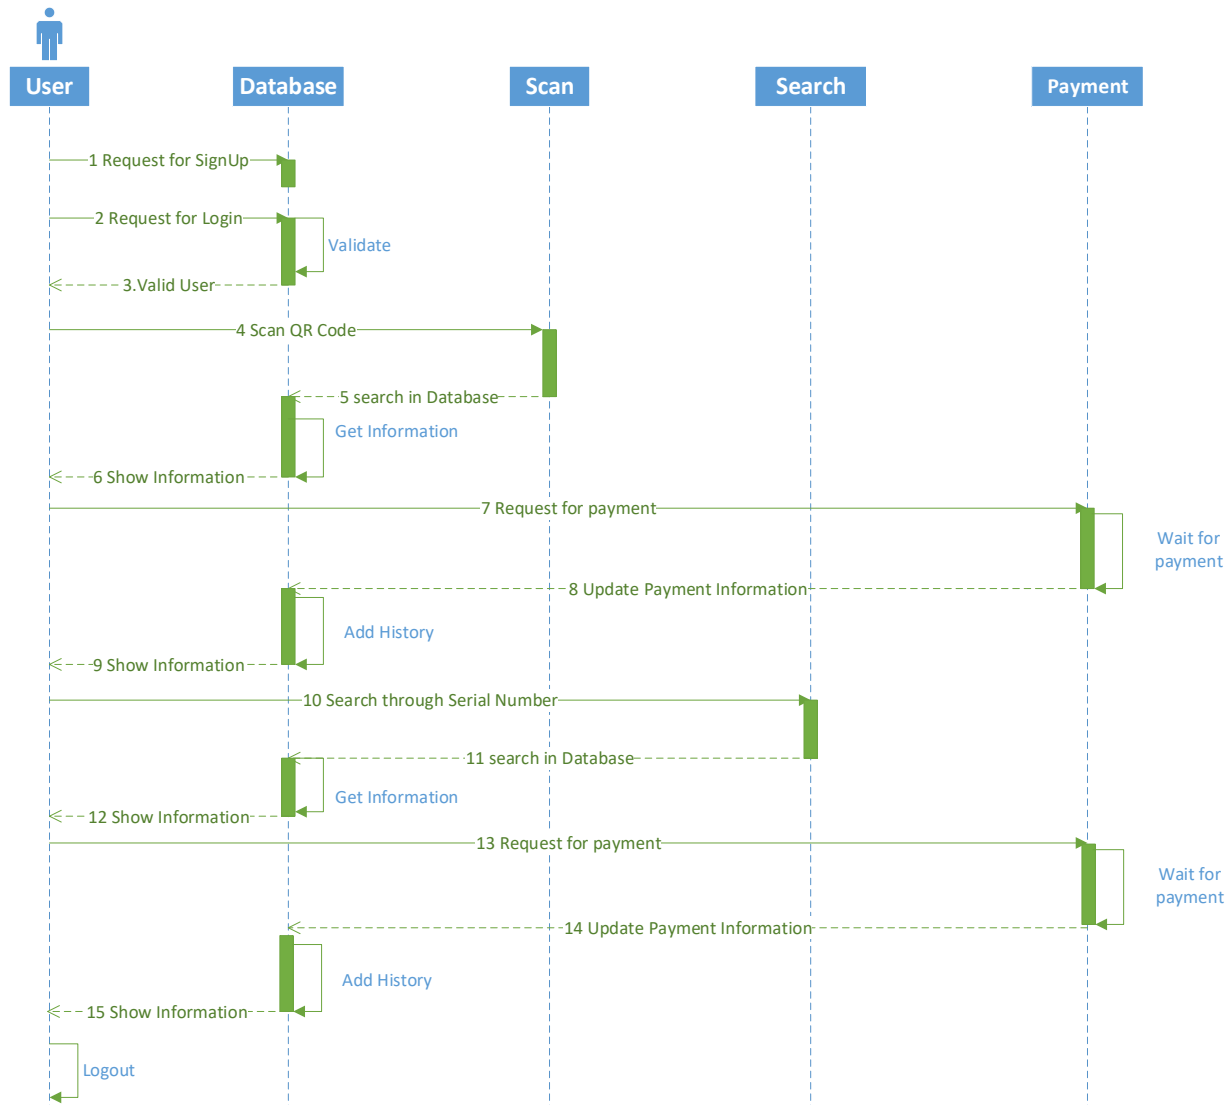 User
Database
Scan
Search
Payment
1 Request for SignUp
2 Request for Login
Validate
3.Valid User
4 Scan QR Code
5 search in Database
Get Information
6 Show Information
7 Request for payment
Wait for
payment
8 Update Payment Information
Add History
9 Show Information
10 Search through Serial Number
11 search in Database
Get Information
12 Show Information
13 Request for payment
Wait for
payment
14 Update Payment Information
Add History
15 Show Information
Logout